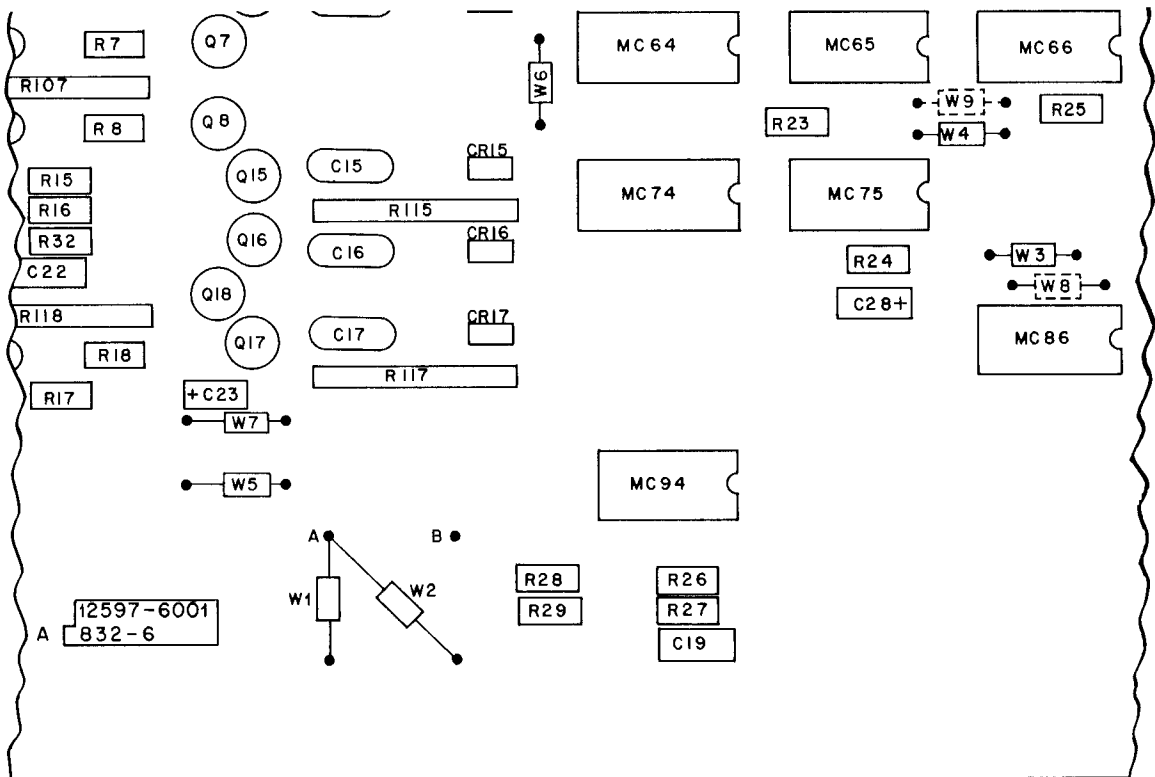 R7
Q7
MC64
MC65
MC66
W6
R107
W9
R25
R8
Q8
R23
W4
CR15
C15
Q15
R15
MC74
MC75
R16
R115
CR16
Q16
R32
C16
W3
R24
C22
W8
Q18
C28+
R118
CR17
C17
MC86
Q17
R18
R117
R17
+C23
W7
W5
MC94
A
B
R28
R26
W1
W2
R29
R27
12597-6001
A
832-6
C19